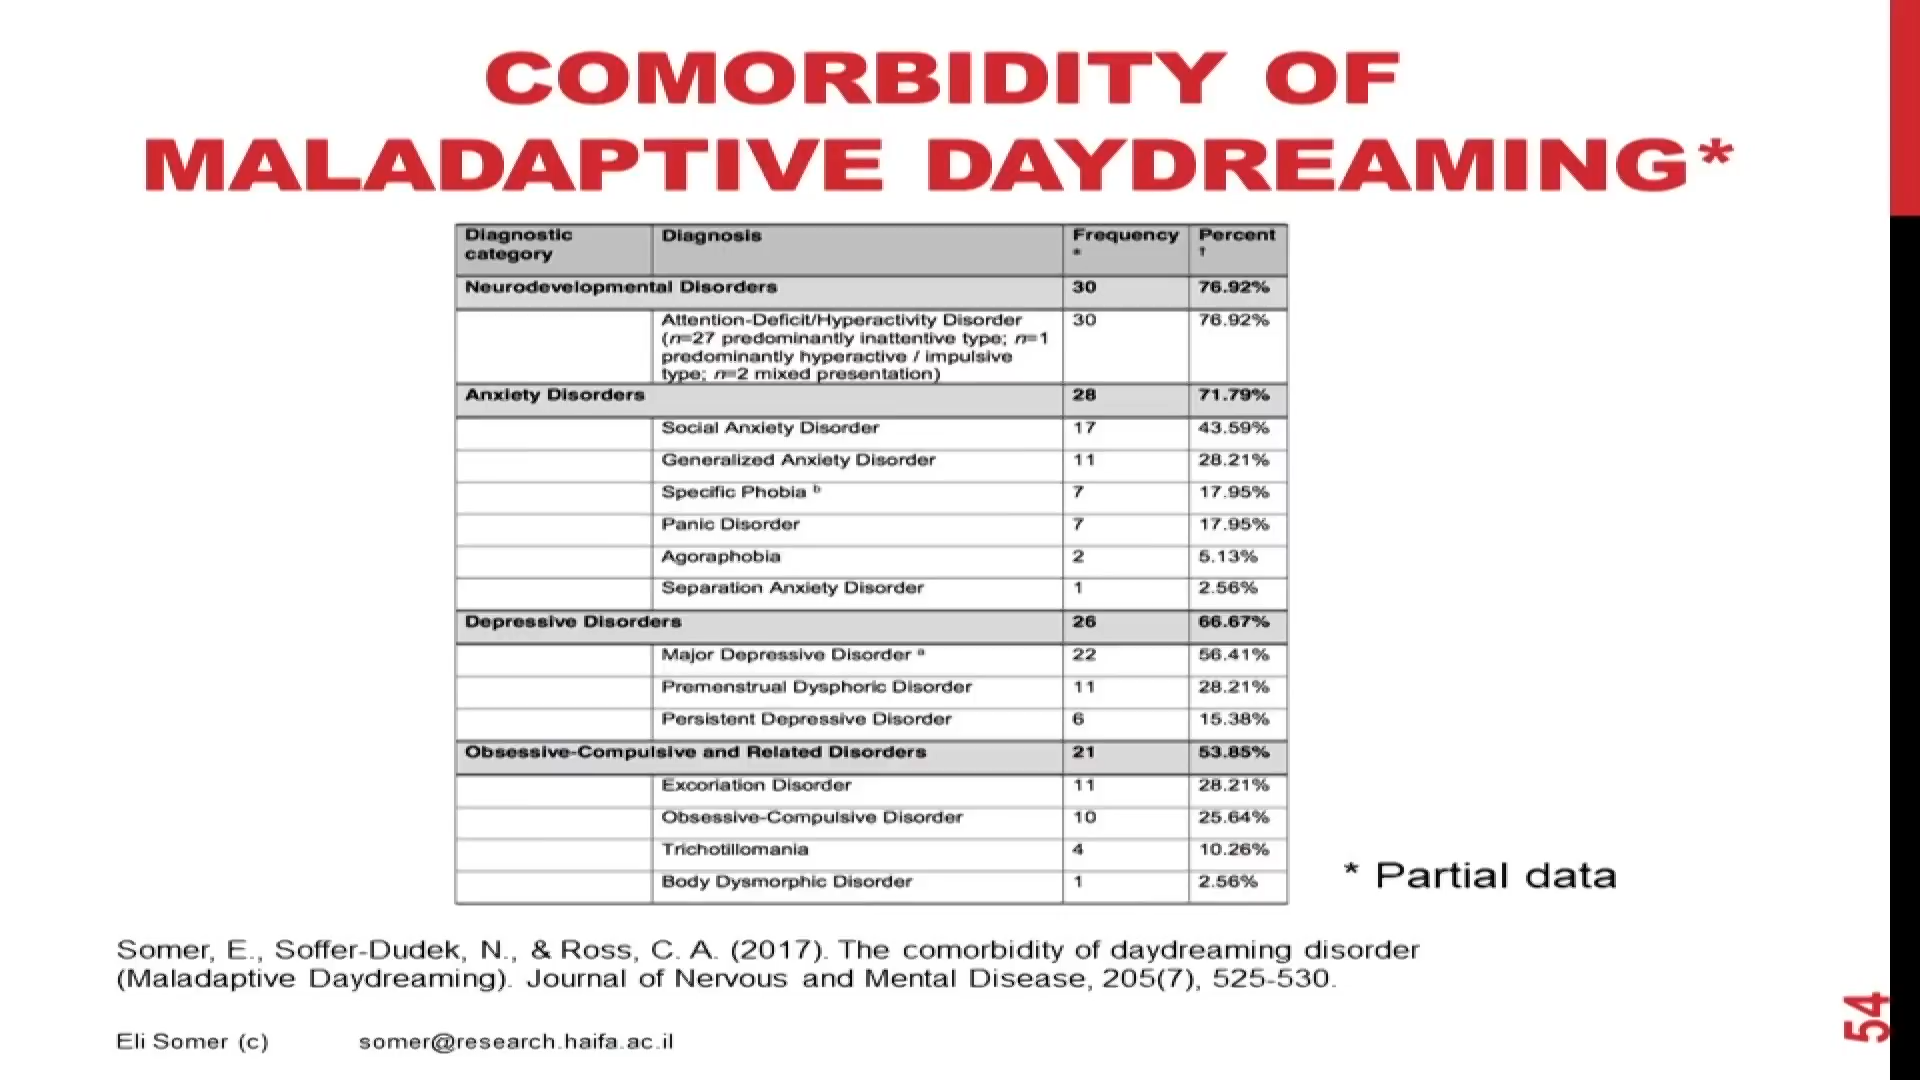 COMORBIDITY OF
MALADAPTIVE DAYDREAMING*
Diagnostic category Diagnosis Frequency * Percent †
Neurodevelopmental Disorders 30 76.92%
Attention-Deficit/Hyperactivity Disorder 30 76.92%
(n=27 predominantly inattentive type; n=1
predominantly hyperactive / impulsive
type; n=2 mixed presentation)
Anxiety Disorders 28 71.79%
Social Anxiety Disorder 17 43.59%
Generalized Anxiety Disorder 11 28.21%
Specific Phobia ᵇ 7 17.95%
Panic Disorder 7 17.95%
Agoraphobia 2 5.13%
Separation Anxiety Disorder 1 2.56%
Depressive Disorders 26 66.67%
Major Depressive Disorder ᵃ 22 56.41%
Premenstrual Dysphoric Disorder 11 28.21%
Persistent Depressive Disorder 6 15.38%
Obsessive-Compulsive and Related Disorders 21 53.85%
Excoriation Disorder 11 28.21%
Obsessive-Compulsive Disorder 10 25.64%
Trichotillomania 4 10.26%
Body Dysmorphic Disorder 1 2.56%
* Partial data
Somer, E., Soffer-Dudek, N., & Ross, C. A. (2017). The comorbidity of daydreaming disorder
(Maladaptive Daydreaming). Journal of Nervous and Mental Disease, 205(7), 525-530.
Eli Somer (c) somer@research.haifa.ac.il
54